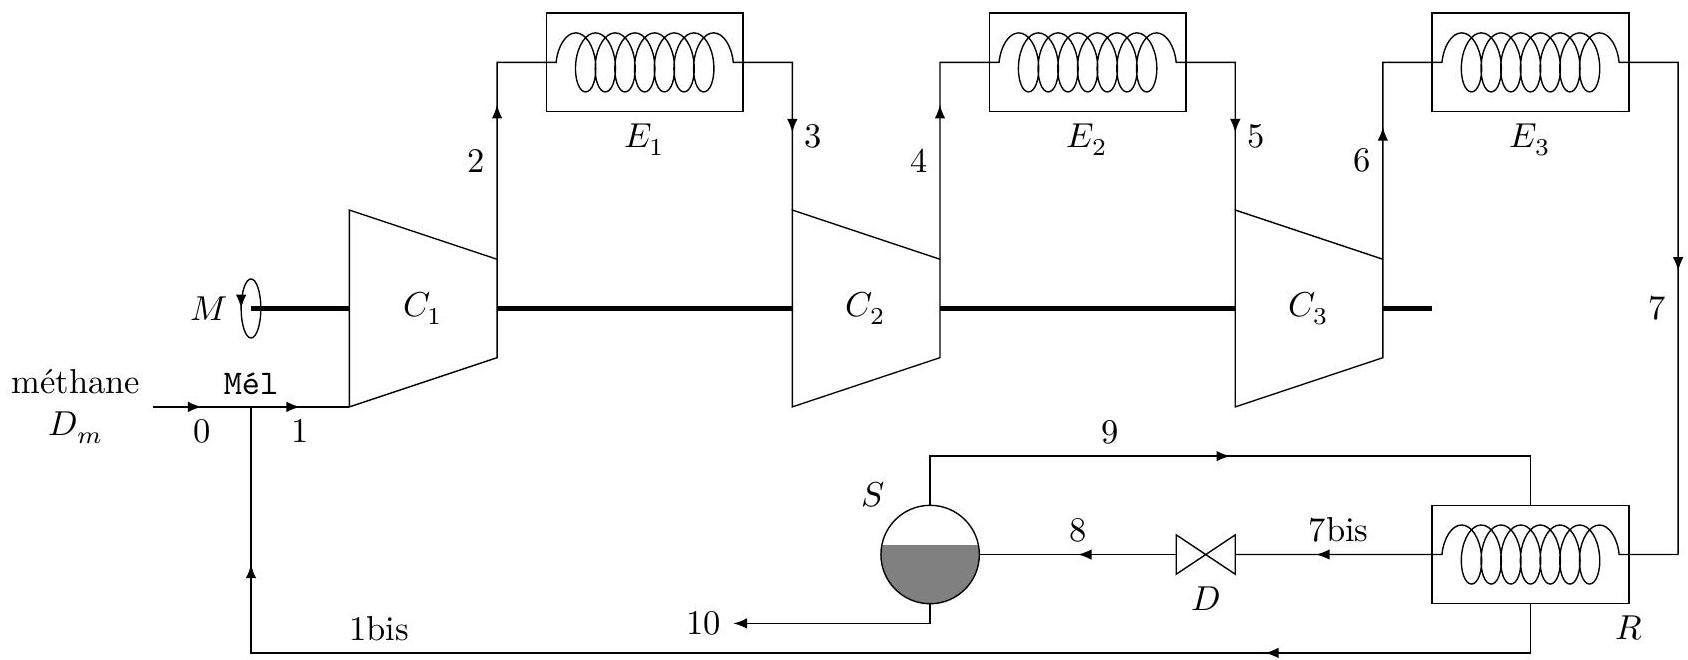 E₁
E₂
E₃
2
3
4
5
6
M
C₁
C₂
C₃
7
méthane
Dₘ
Mél
0
1
9
S
8
7bis
D
10
1bis
R